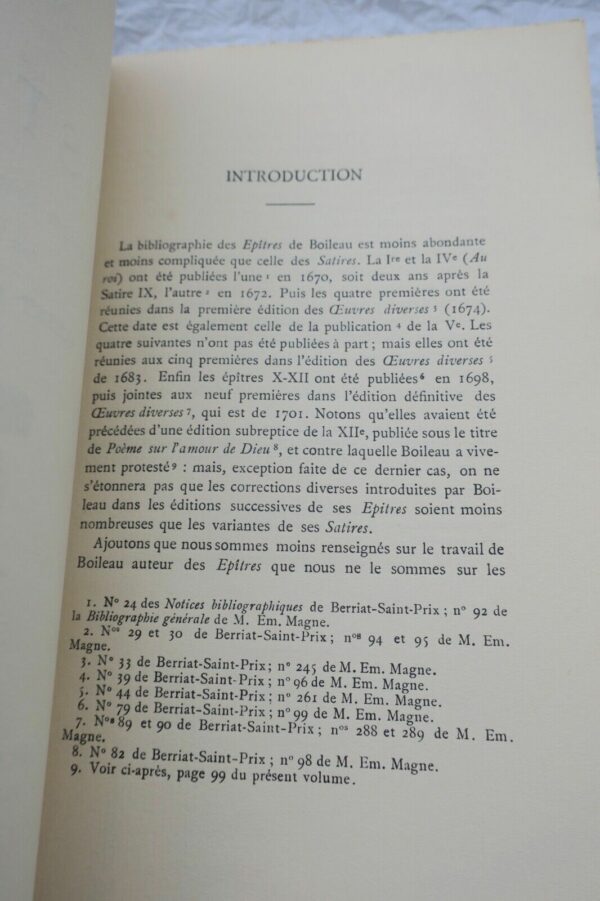 INTRODUCTION
La bibliographie des Epîtres de Boileau est moins abondante
et moins compliquée que celle des Satires. La Iʳᵉ et la IVᵉ (Au
roi) ont été publiées l'une ¹ en 1670, soit deux ans après la
Satire IX, l'autre ² en 1672. Puis les quatre premières ont été
réunies dans la première édition des Œuvres diverses ³ (1674).
Cette date est également celle de la publication ⁴ de la Vᵉ. Les
quatre suivantes n'ont pas été publiées à part ; mais elles ont été
réunies aux cinq premières dans l'édition des Œuvres diverses ⁵
de 1683. Enfin les épîtres X-XII ont été publiées⁶ en 1698,
puis jointes aux neuf premières dans l'édition définitive des
Œuvres diverses ⁷, qui est de 1701. Notons qu'elles avaient été
précédées d'une édition subreptice de la XIIᵉ, publiée sous le titre
de Poème sur l'amour de Dieu ⁸, et contre laquelle Boileau a vive-
ment protesté ⁹ : mais, exception faite de ce dernier cas, on ne
s'étonnera pas que les corrections diverses introduites par Boi-
leau dans les éditions successives de ses Epîtres soient moins
nombreuses que les variantes de ses Satires.
Ajoutons que nous sommes moins renseignés sur le travail de
Boileau auteur des Epîtres que nous ne le sommes sur les
1. N° 24 des Notices bibliographiques de Berriat-Saint-Prix ; n° 92 de
la Bibliographie générale de M. Em. Magne.
2. Nᵒˢ 29 et 30 de Berriat-Saint-Prix ; nᵒˢ 94 et 95 de M. Em.
Magne.
3. N° 33 de Berriat-Saint-Prix ; n° 245 de M. Em. Magne.
4. N° 39 de Berriat-Saint-Prix ; n° 96 de M. Em. Magne.
5. N° 44 de Berriat-Saint-Prix ; n° 261 de M. Em. Magne.
6. N° 79 de Berriat-Saint-Prix ; n° 99 de M. Em. Magne.
7. Nᵒˢ 89 et 90 de Berriat-Saint-Prix ; nᵒˢ 288 et 289 de M. Em.
Magne.
8. N° 82 de Berriat-Saint-Prix ; n° 98 de M. Em. Magne.
9. Voir ci-après, page 99 du présent volume.